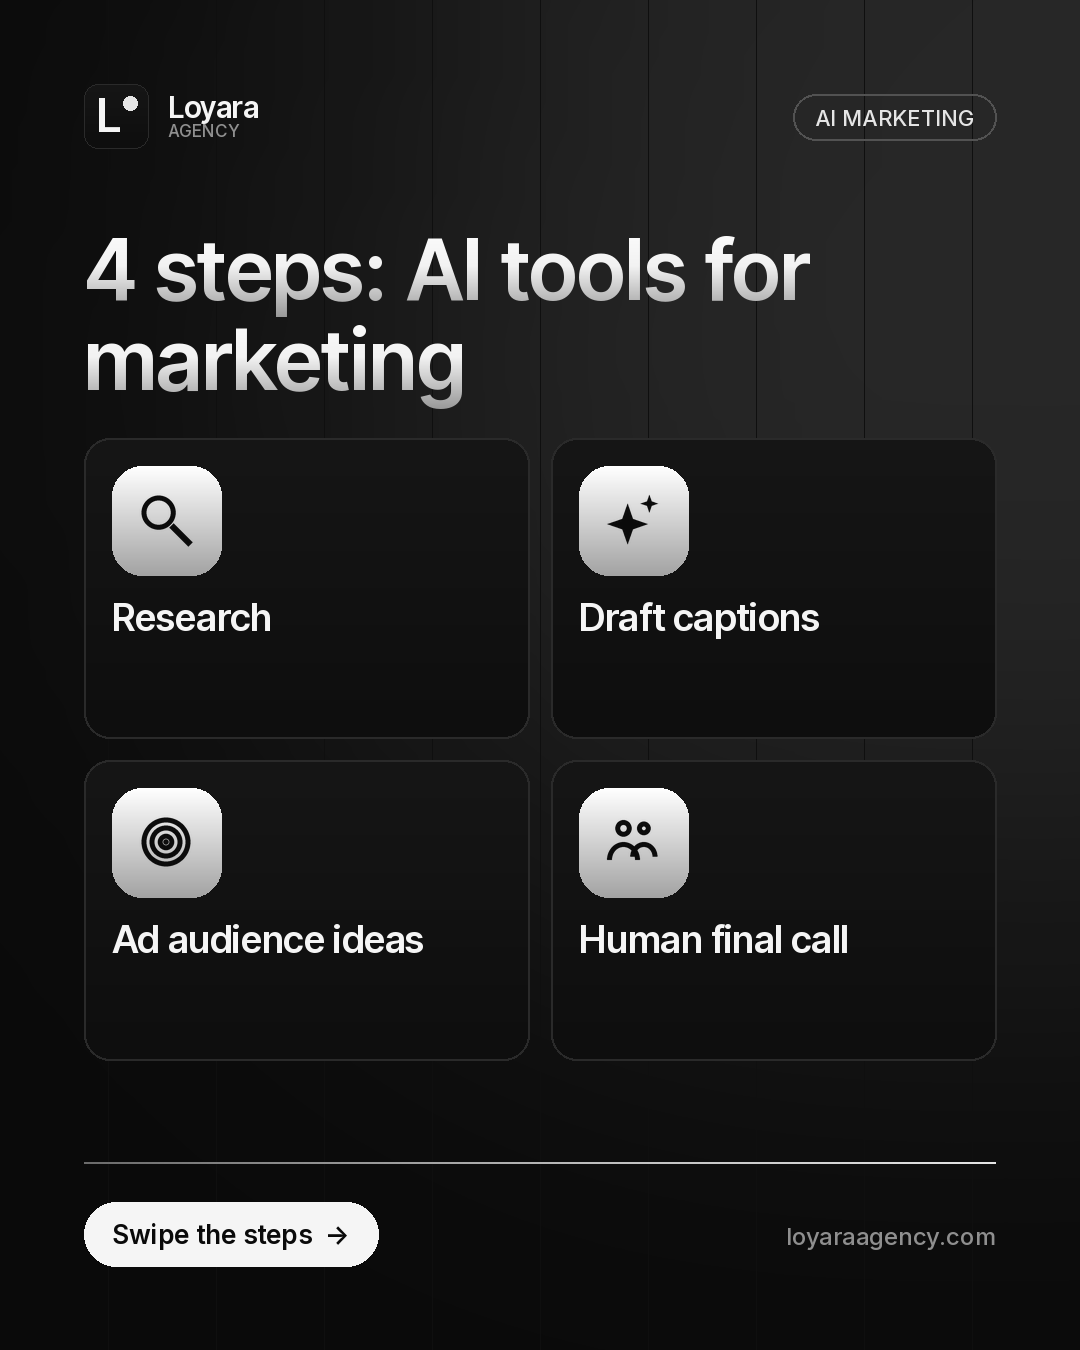 Loyara
AGENCY
AI MARKETING
4 steps: AI tools for
marketing
Research
Draft captions
Ad audience ideas
Human final call
Swipe the steps →
loyaraagency.com